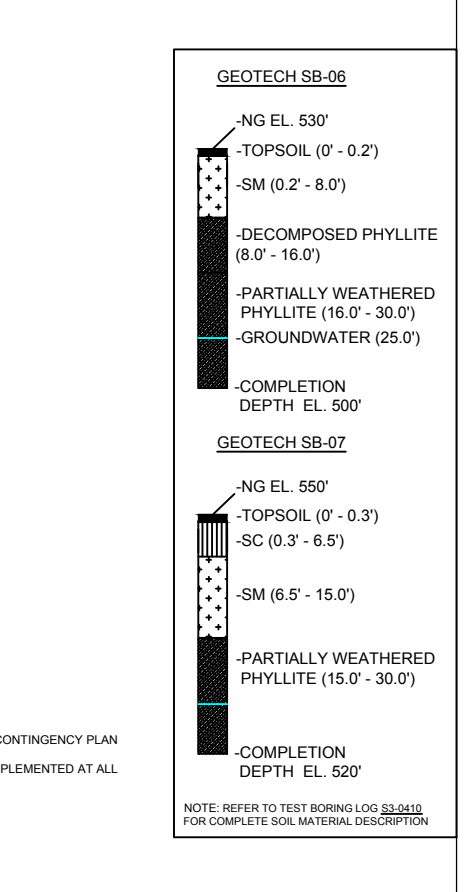 GEOTECH SB-06
-NG EL. 530'
-TOPSOIL (0' - 0.2')
-SM (0.2' - 8.0')
-DECOMPOSED PHYLLITE
(8.0' - 16.0')
-PARTIALLY WEATHERED
PHYLLITE (16.0' - 30.0')
-GROUNDWATER (25.0')
-COMPLETION
DEPTH EL. 500'
GEOTECH SB-07
-NG EL. 550'
-TOPSOIL (0' - 0.3')
-SC (0.3' - 6.5')
-SM (6.5' - 15.0')
-PARTIALLY WEATHERED
PHYLLITE (15.0' - 30.0')
-COMPLETION
DEPTH EL. 520'
NOTE: REFER TO TEST BORING LOG S3-0410
FOR COMPLETE SOIL MATERIAL DESCRIPTION
CONTINGENCY PLAN
PLEMENTED AT ALL